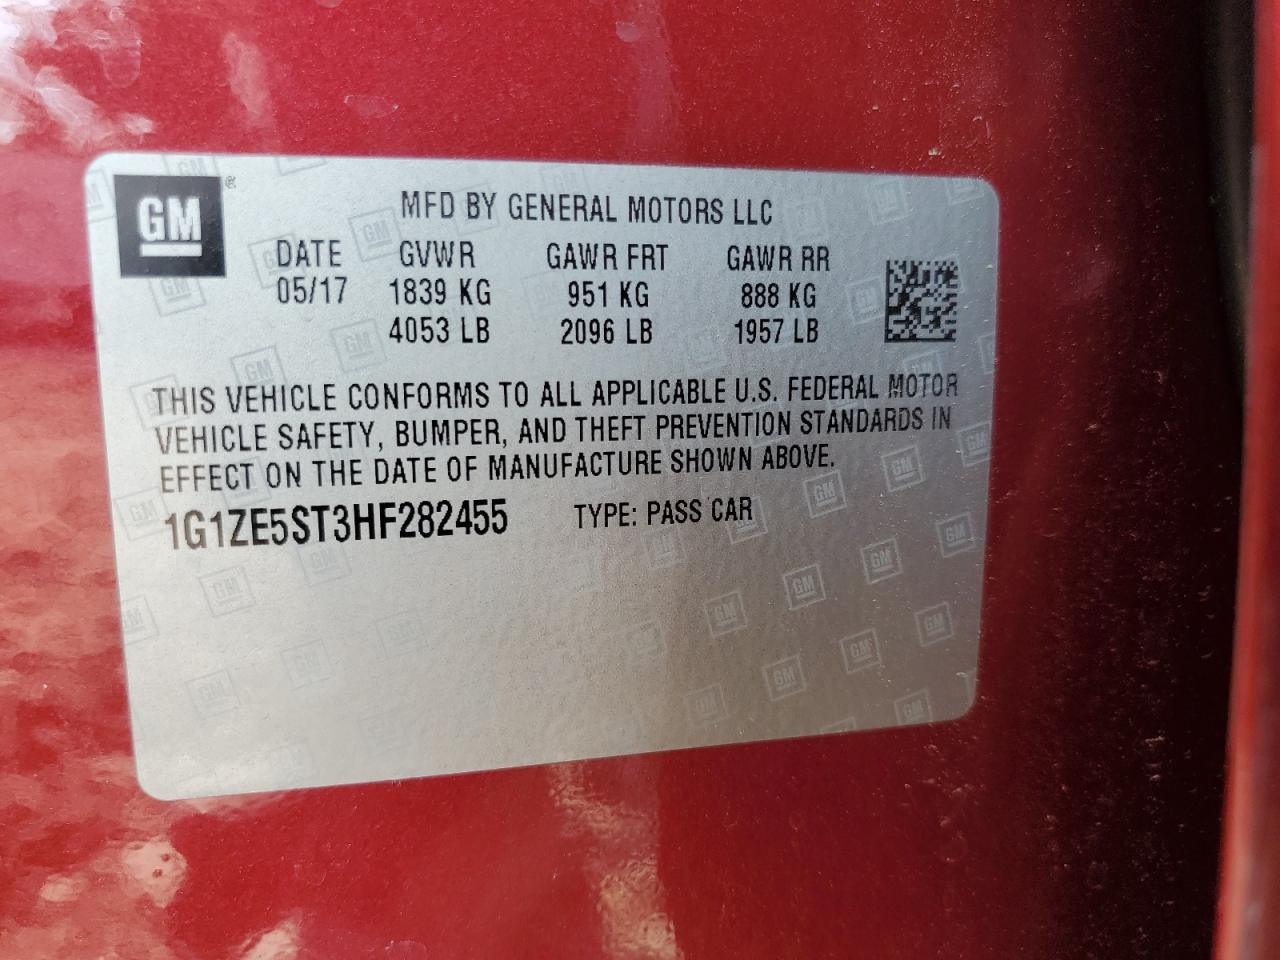 GM ®
MFD BY GENERAL MOTORS LLC
DATE GVWR GAWR FRT GAWR RR
05/17 1839 KG 951 KG 888 KG
4053 LB 2096 LB 1957 LB
THIS VEHICLE CONFORMS TO ALL APPLICABLE U.S. FEDERAL MOTOR
VEHICLE SAFETY, BUMPER, AND THEFT PREVENTION STANDARDS IN
EFFECT ON THE DATE OF MANUFACTURE SHOWN ABOVE.
1G1ZE5ST3HF282455 TYPE: PASS CAR